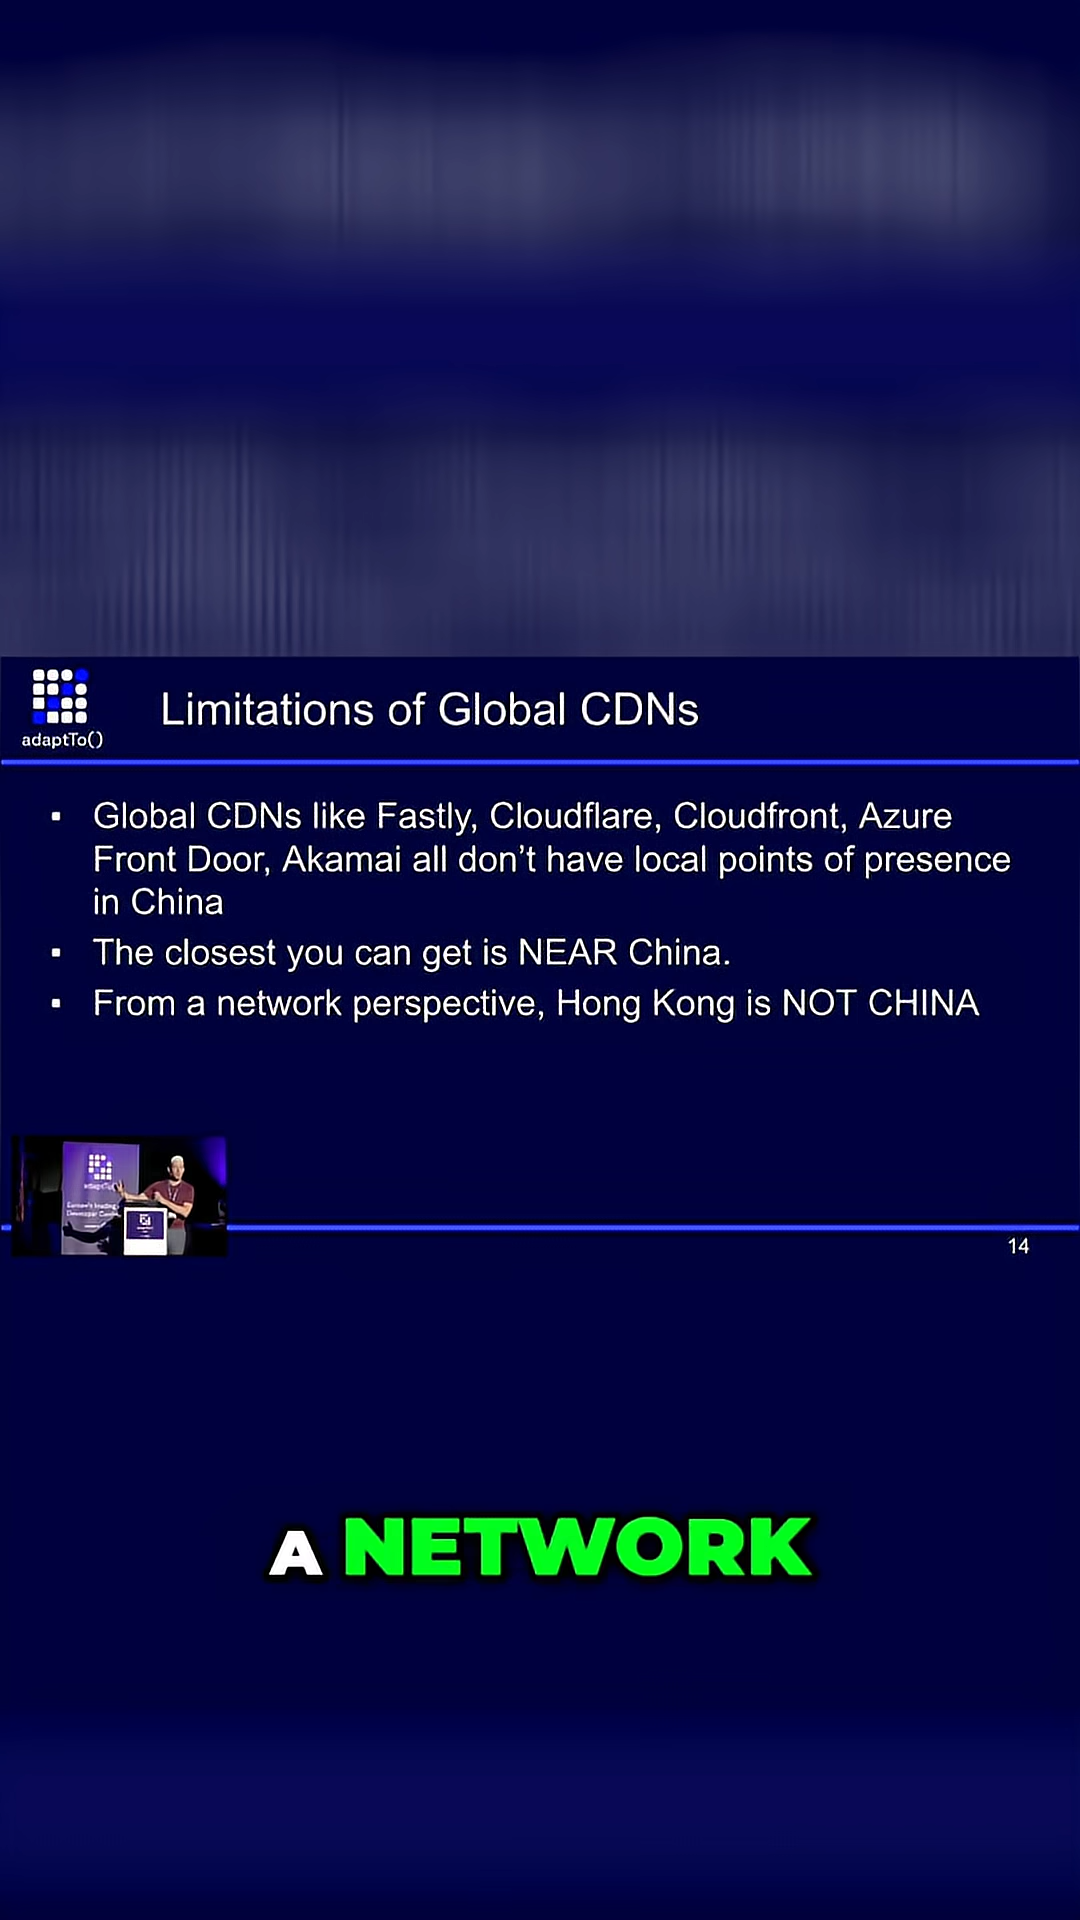 adaptTo()
Limitations of Global CDNs
▪ Global CDNs like Fastly, Cloudflare, Cloudfront, Azure
Front Door, Akamai all don’t have local points of presence
in China
▪ The closest you can get is NEAR China.
▪ From a network perspective, Hong Kong is NOT CHINA
14
A NETWORK